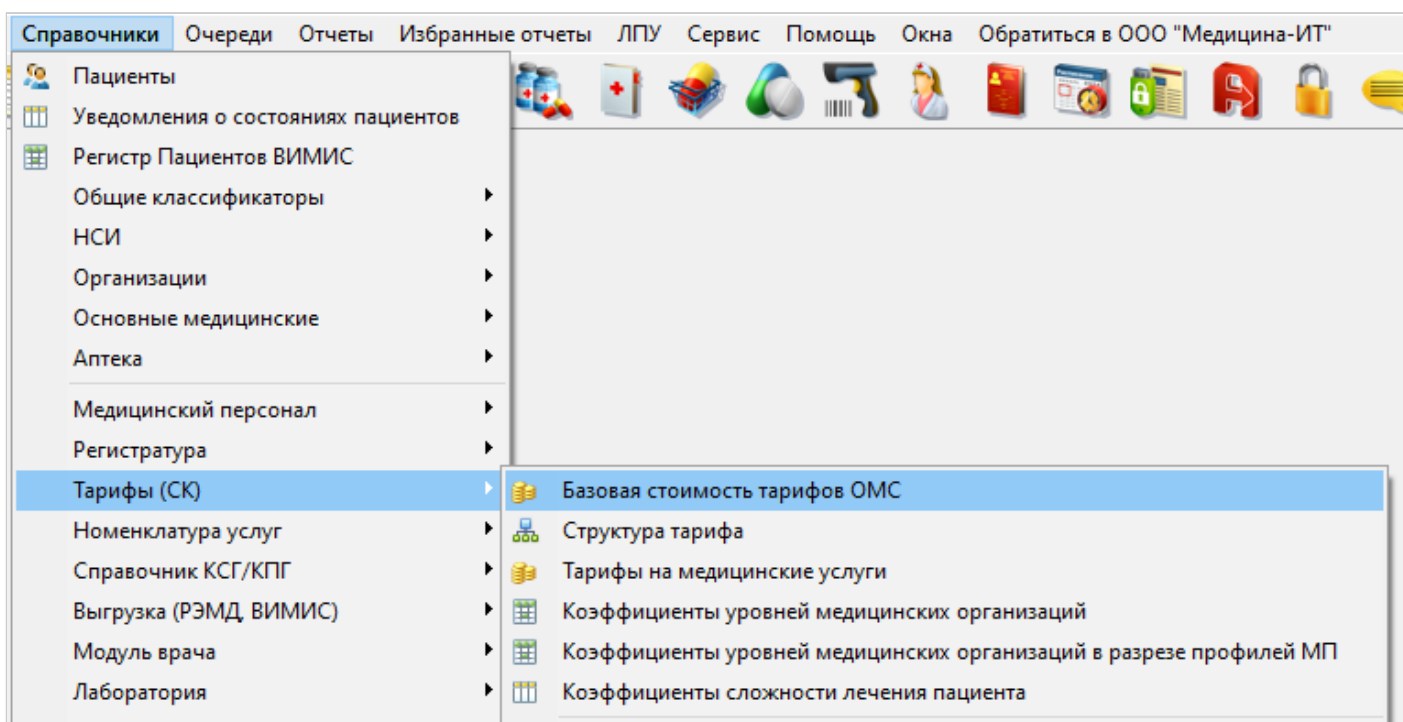 Справочники Очереди Отчеты Избранные отчеты ЛПУ Сервис Помощь Окна Обратиться в ООО "Медицина-ИТ"
Пациенты
Уведомления о состояниях пациентов
Регистр Пациентов ВИМИС
Общие классификаторы
НСИ
Организации
Основные медицинские
Аптека
Медицинский персонал
Регистратура
Тарифы (СК)
Номенклатура услуг
Справочник КСГ/КПГ
Выгрузка (РЭМД, ВИМИС)
Модуль врача
Лаборатория
Базовая стоимость тарифов ОМС
Структура тарифа
Тарифы на медицинские услуги
Коэффициенты уровней медицинских организаций
Коэффициенты уровней медицинских организаций в разрезе профилей МП
Коэффициенты сложности лечения пациента